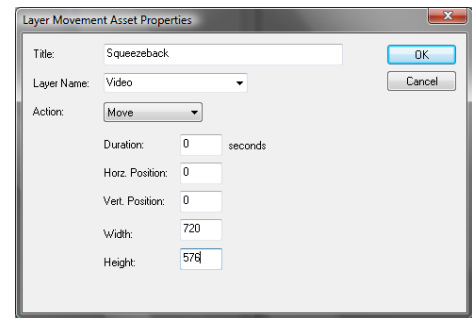 Layer Movement Asset Properties
Title: Squeezeback OK
Layer Name: Video Cancel
Action: Move
Duration: 0 seconds
Horz. Position: 0
Vert. Position: 0
Width: 720
Height: 576